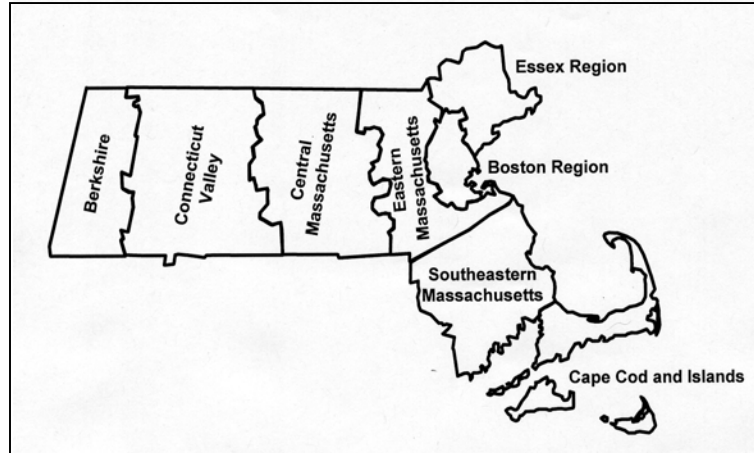 Essex Region
Boston Region
Berkshire
Connecticut
Valley
Central
Massachusetts
Eastern
Massachusetts
Southeastern
Massachusetts
Cape Cod and Islands